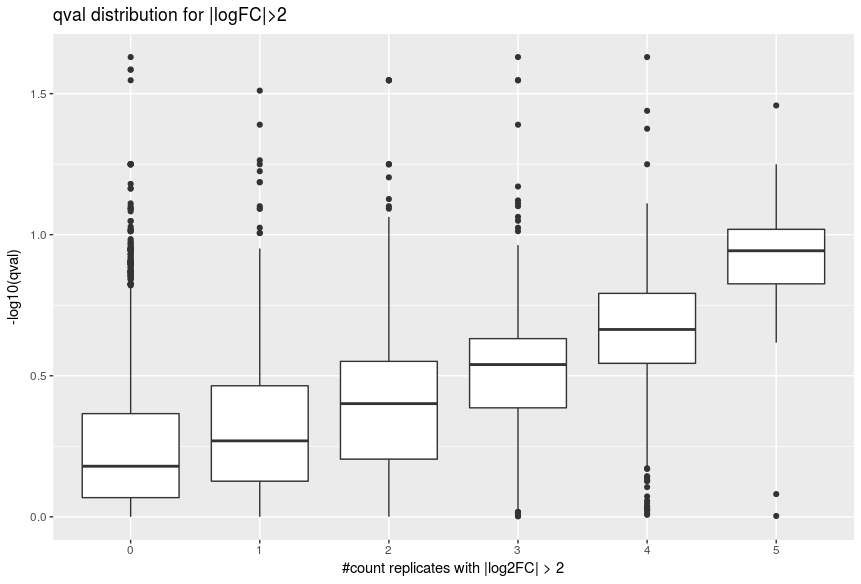 qval distribution for |logFC|>2
-log10(qval)
1.5
1.0
0.5
0.0
0 1 2 3 4 5
#count replicates with |log2FC| > 2